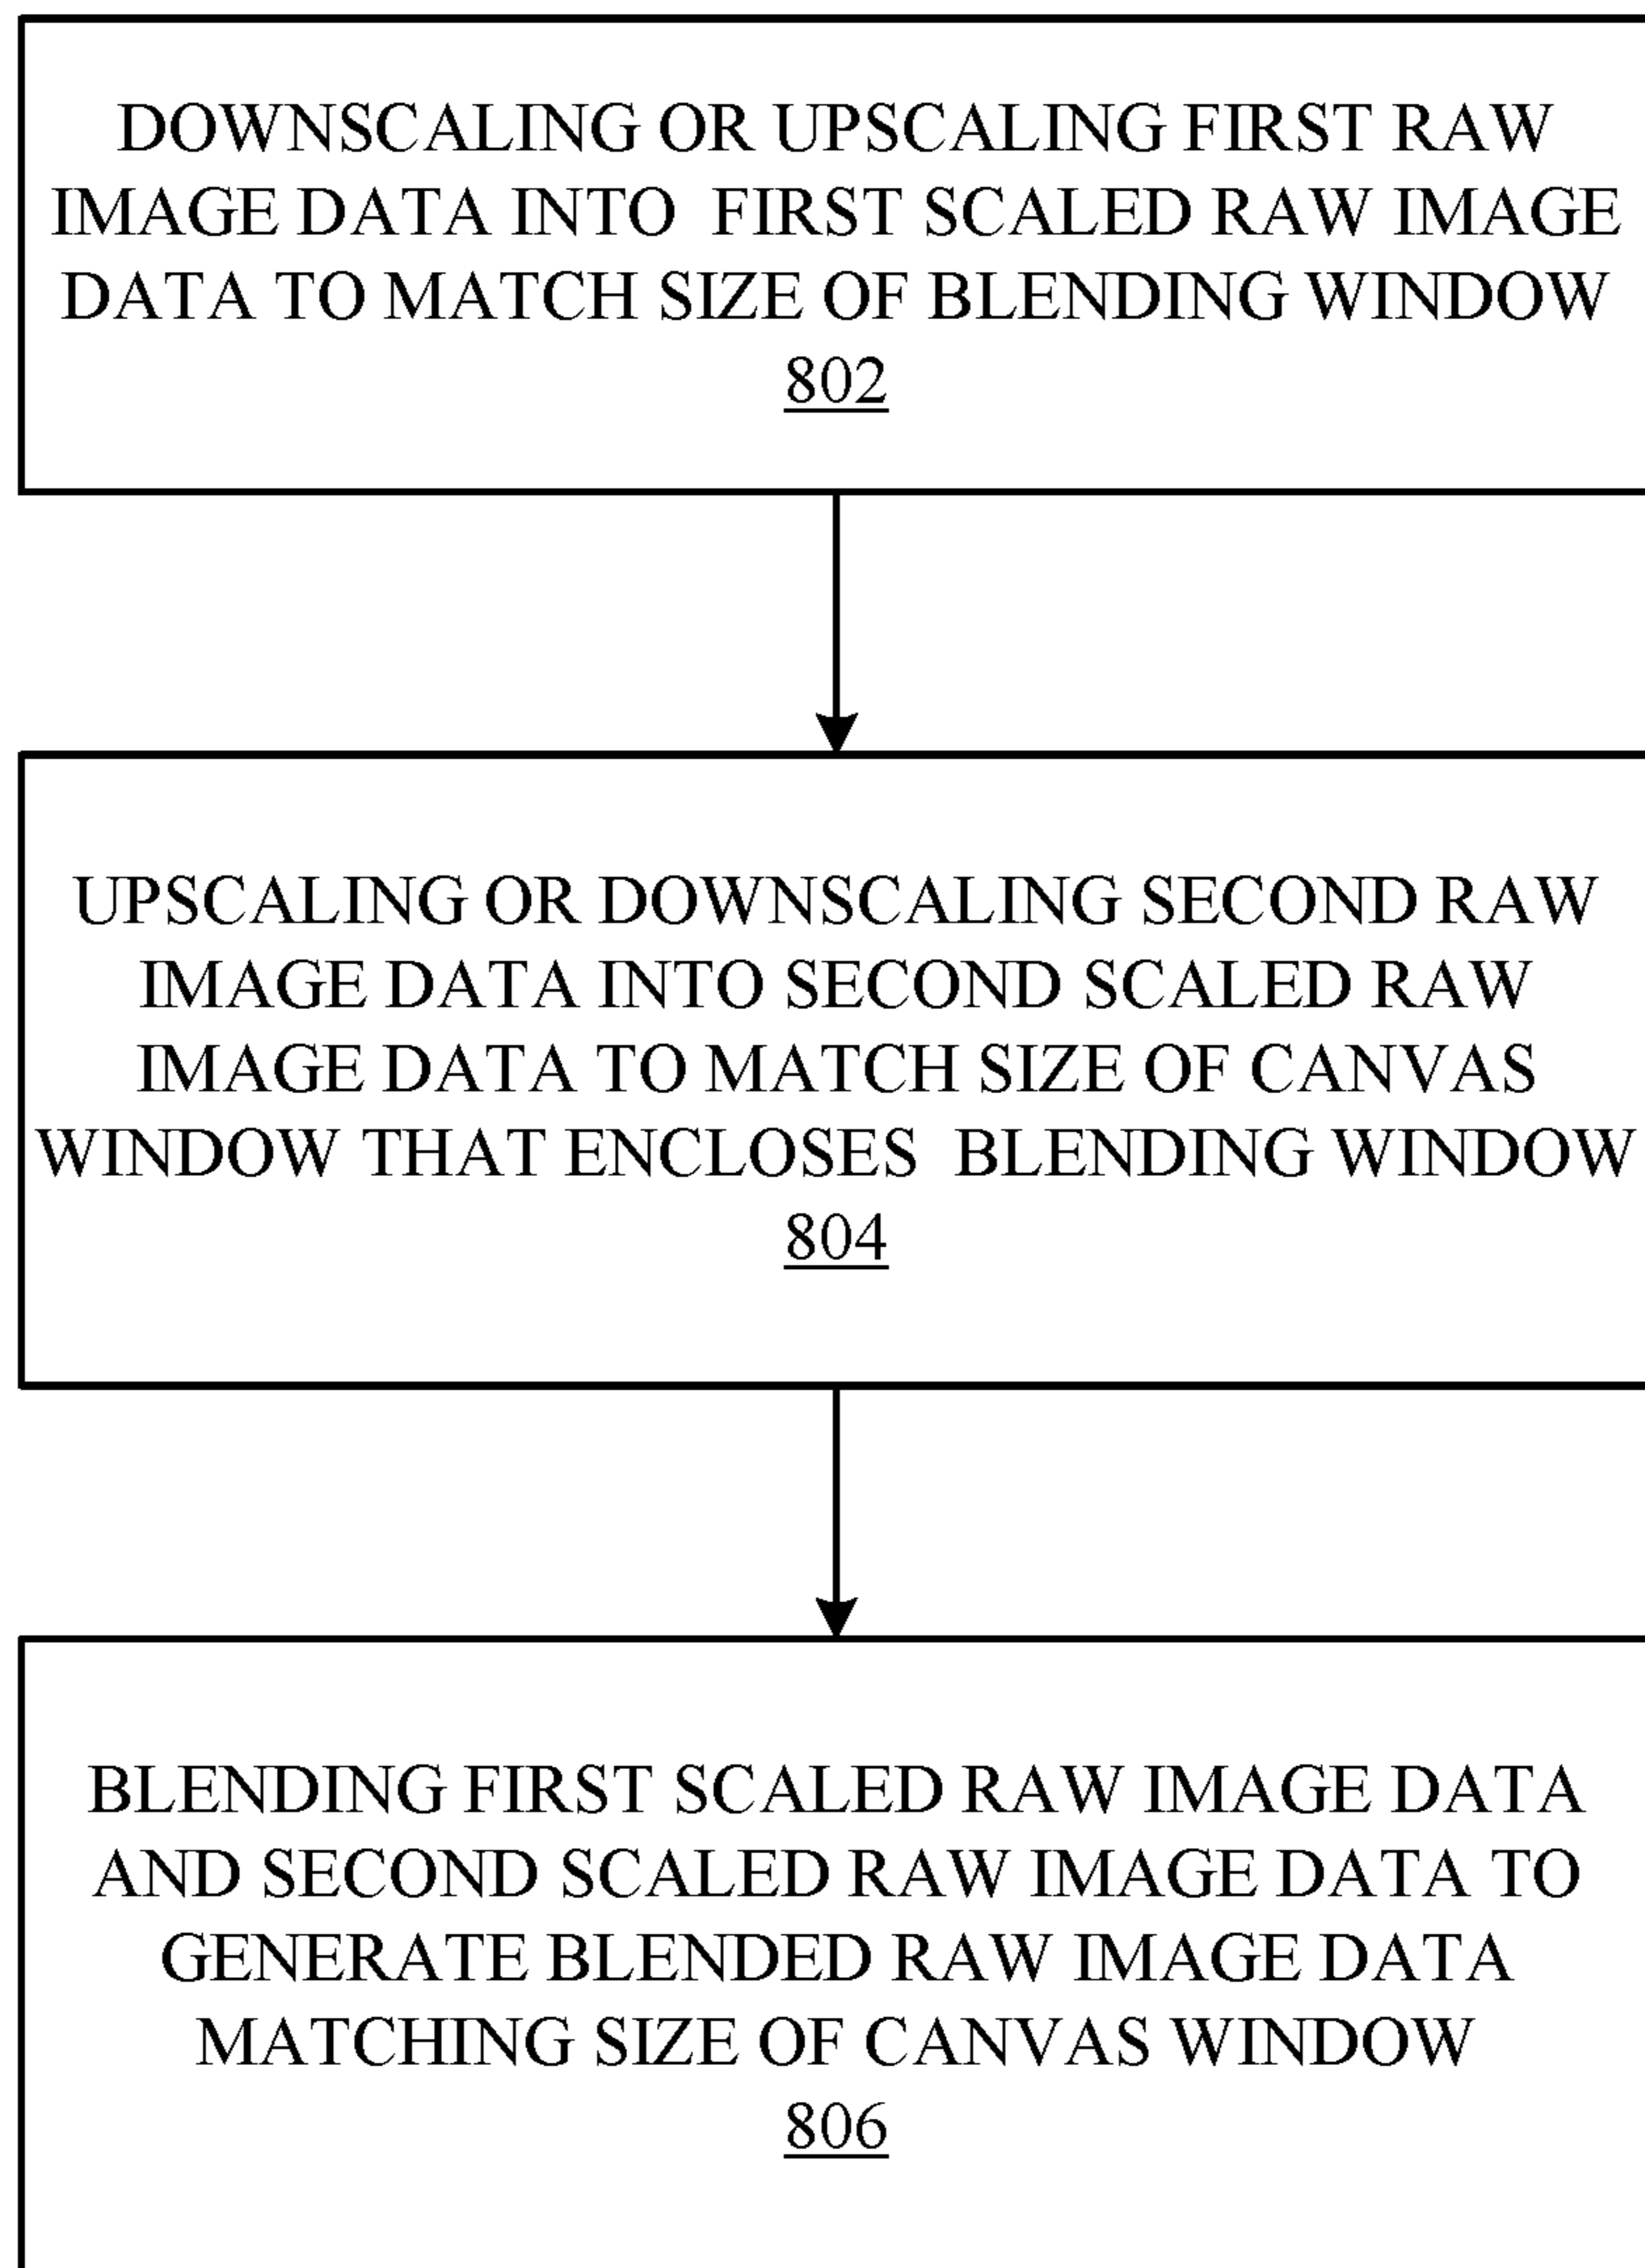 DOWNSCALING OR UPSCALING FIRST RAW
IMAGE DATA INTO FIRST SCALED RAW IMAGE
DATA TO MATCH SIZE OF BLENDING WINDOW
802
UPSCALING OR DOWNSCALING SECOND RAW
IMAGE DATA INTO SECOND SCALED RAW
IMAGE DATA TO MATCH SIZE OF CANVAS
WINDOW THAT ENCLOSES BLENDING WINDOW
804
BLENDING FIRST SCALED RAW IMAGE DATA
AND SECOND SCALED RAW IMAGE DATA TO
GENERATE BLENDED RAW IMAGE DATA
MATCHING SIZE OF CANVAS WINDOW
806